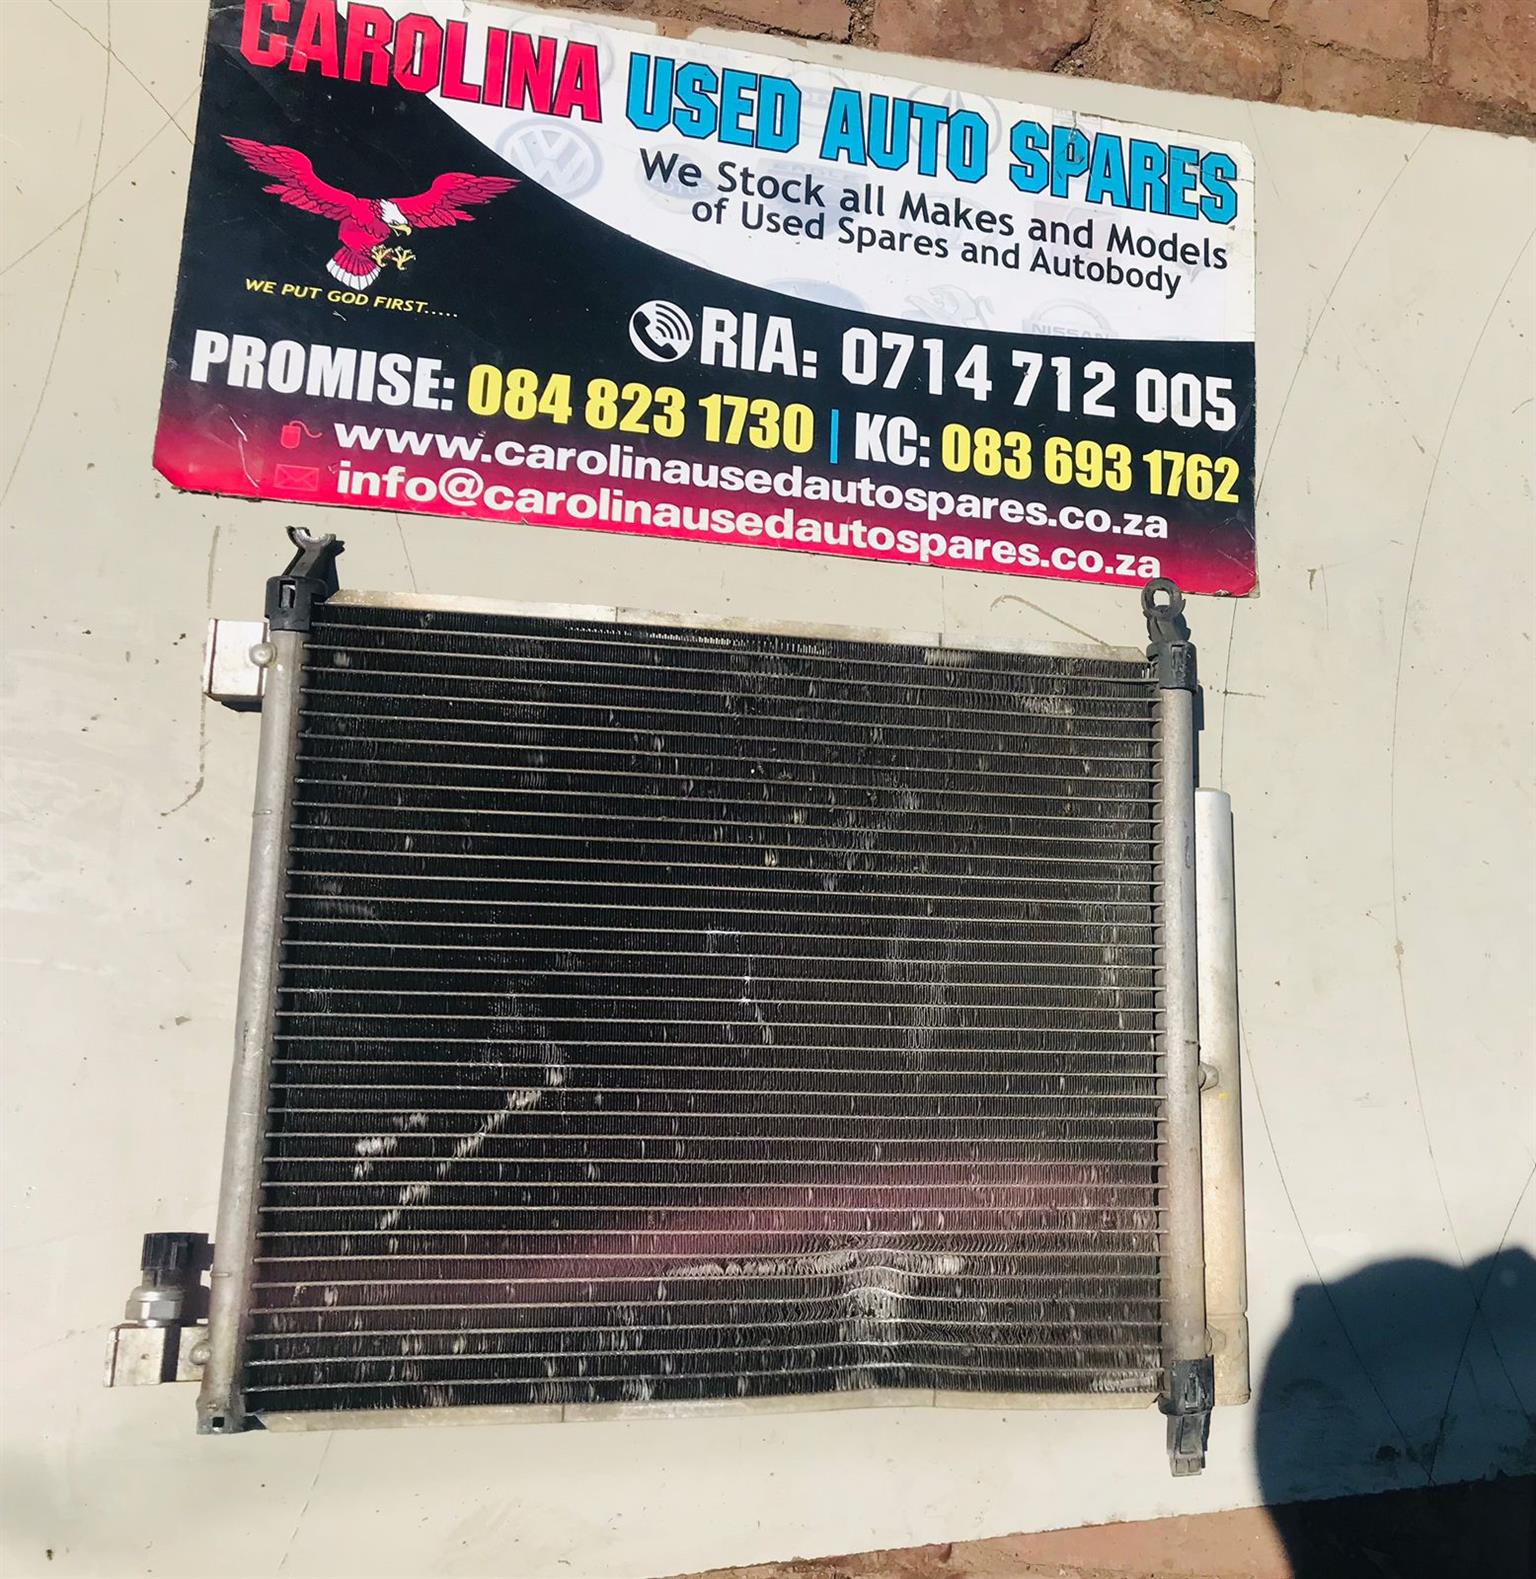 CAROLINA USED AUTO SPARES
We Stock all Makes and Models
of Used Spares and Autobody
WE PUT GOD FIRST.....
RIA: 0714 712 005
PROMISE: 084 823 1730 | KC: 083 693 1762
www.carolinausedautospares.co.za
info@carolinausedautospares.co.za
NISSAN